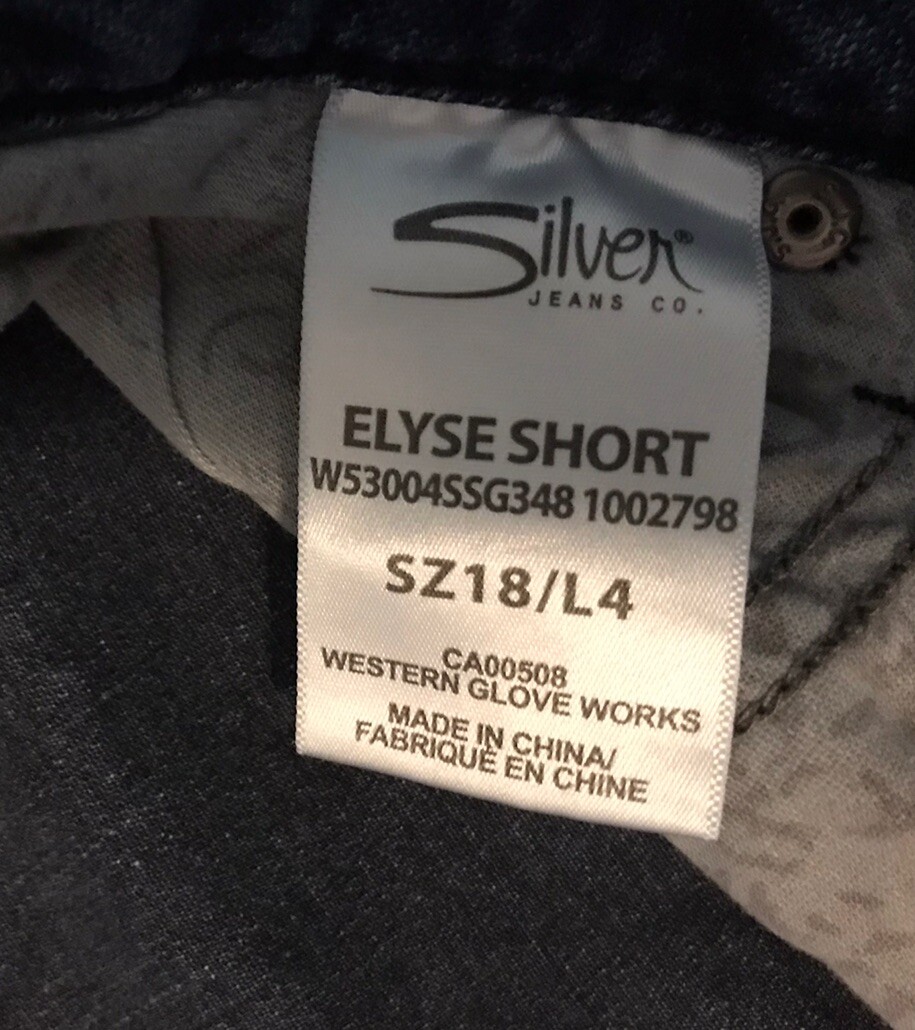 Silver®
JEANS CO.
ELYSE SHORT
W53004SSG348 1002798
SZ18/L4
CA00508
WESTERN GLOVE WORKS
MADE IN CHINA/
FABRIQUÉ EN CHINE